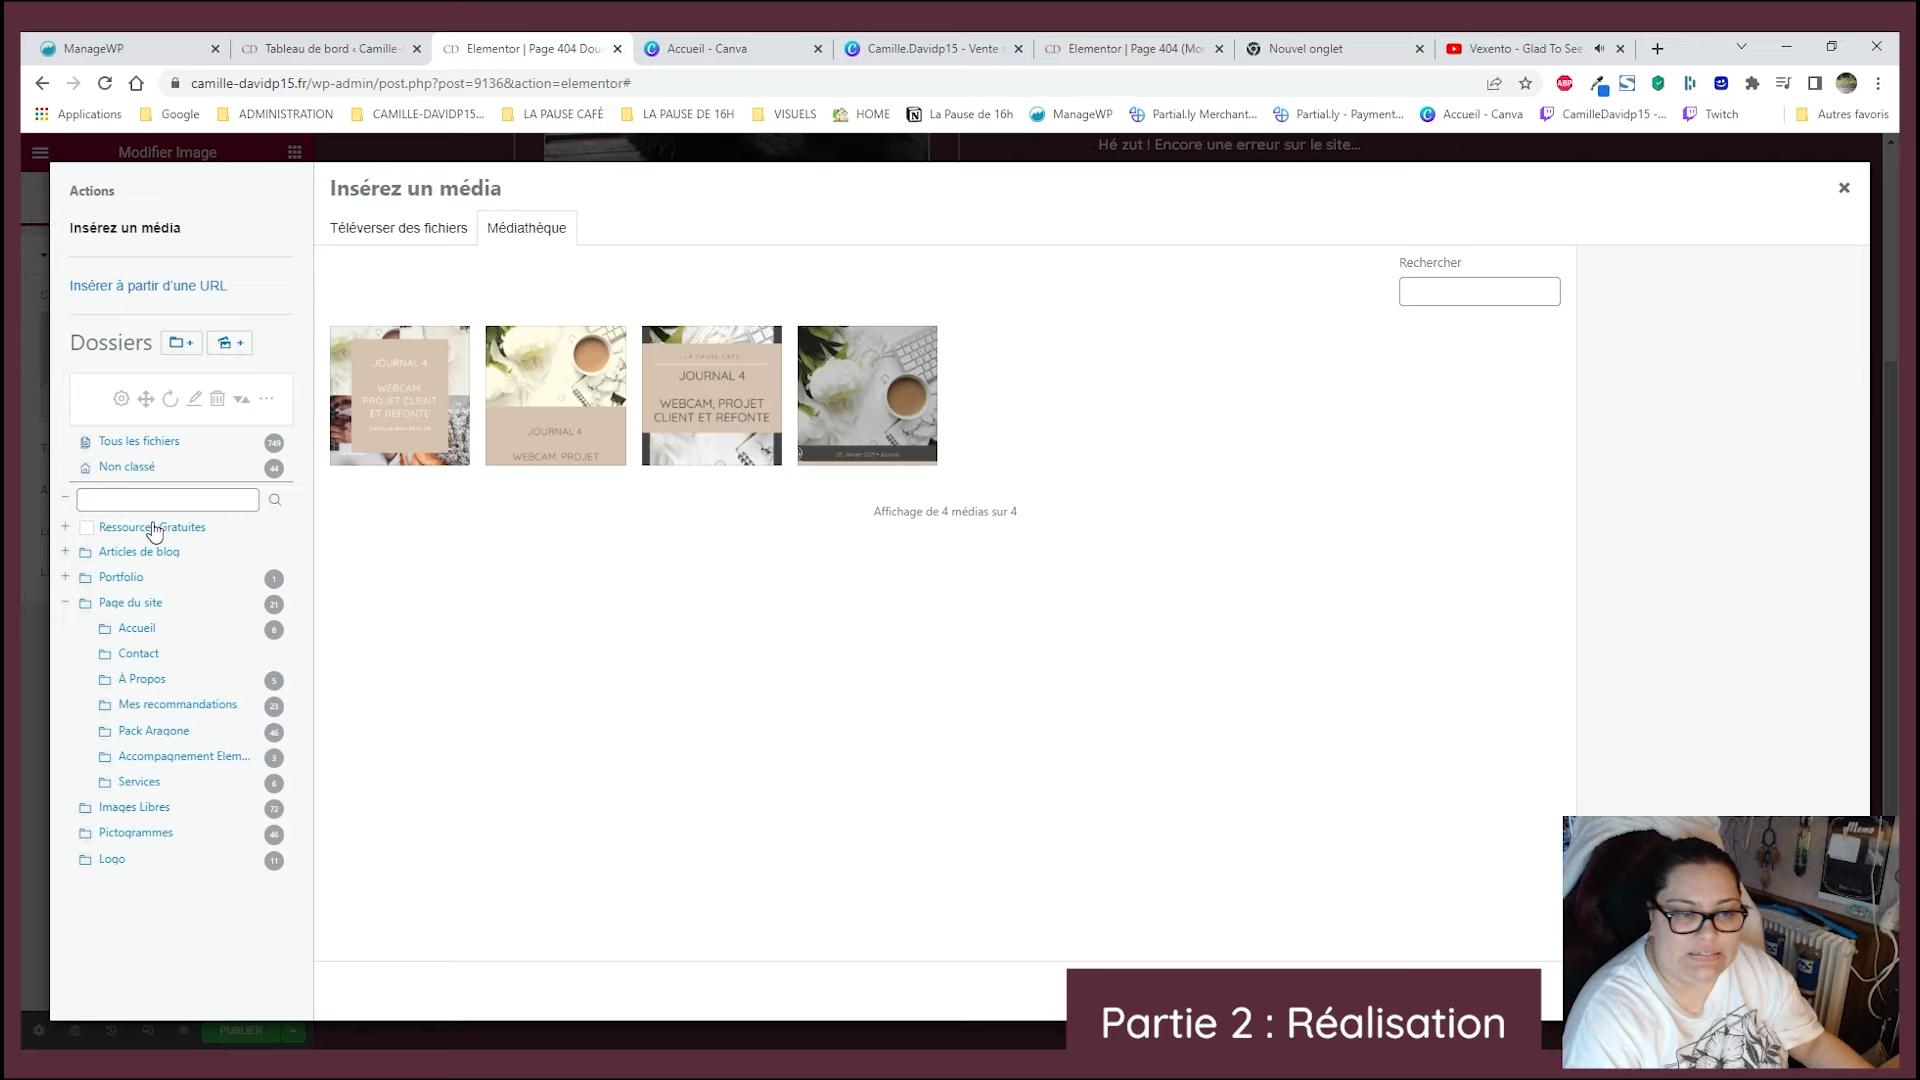 ManageWP
Tableau de bord ‹ Camille-
Elementor | Page 404 Dou
Accueil - Canva
Camille.Davidp15 - Vente s
Elementor | Page 404 (Mo
Nouvel onglet
Vexento - Glad To See
camille-davidp15.fr/wp-admin/post.php?post=9136&action=elementor#
Applications
Google
ADMINISTRATION
CAMILLE-DAVIDP15...
LA PAUSE CAFÉ
LA PAUSE DE 16H
VISUELS
HOME
La Pause de 16h
ManageWP
Partial.ly Merchant...
Partial.ly - Payment...
Accueil - Canva
CamilleDavidp15 -...
Twitch
Autres favoris
Modifier Image
Hé zut ! Encore une erreur sur le site...
Actions
Insérez un média
Insérer à partir d'une URL
Dossiers
Tous les fichiers 749
Non classé 44
Ressources Gratuites
Articles de blog
Portfolio 1
Page du site 21
Accueil 8
Contact
À Propos 5
Mes recommandations 23
Pack Aragone 46
Accompagnement Elem... 3
Services 6
Images Libres 72
Pictogrammes 46
Logo 11
Insérez un média
Téléverser des fichiers
Médiathèque
Rechercher
JOURNAL 4
WEBCAM,
PROJET CLIENT
ET REFONTE
JOURNAL 4
WEBCAM, PROJET
LA PAUSE CAFÉ
JOURNAL 4
WEBCAM, PROJET
CLIENT ET REFONTE
25 Janvier 2021 • Journal
Affichage de 4 médias sur 4
PUBLIER
Memo
Partie 2 : Réalisation